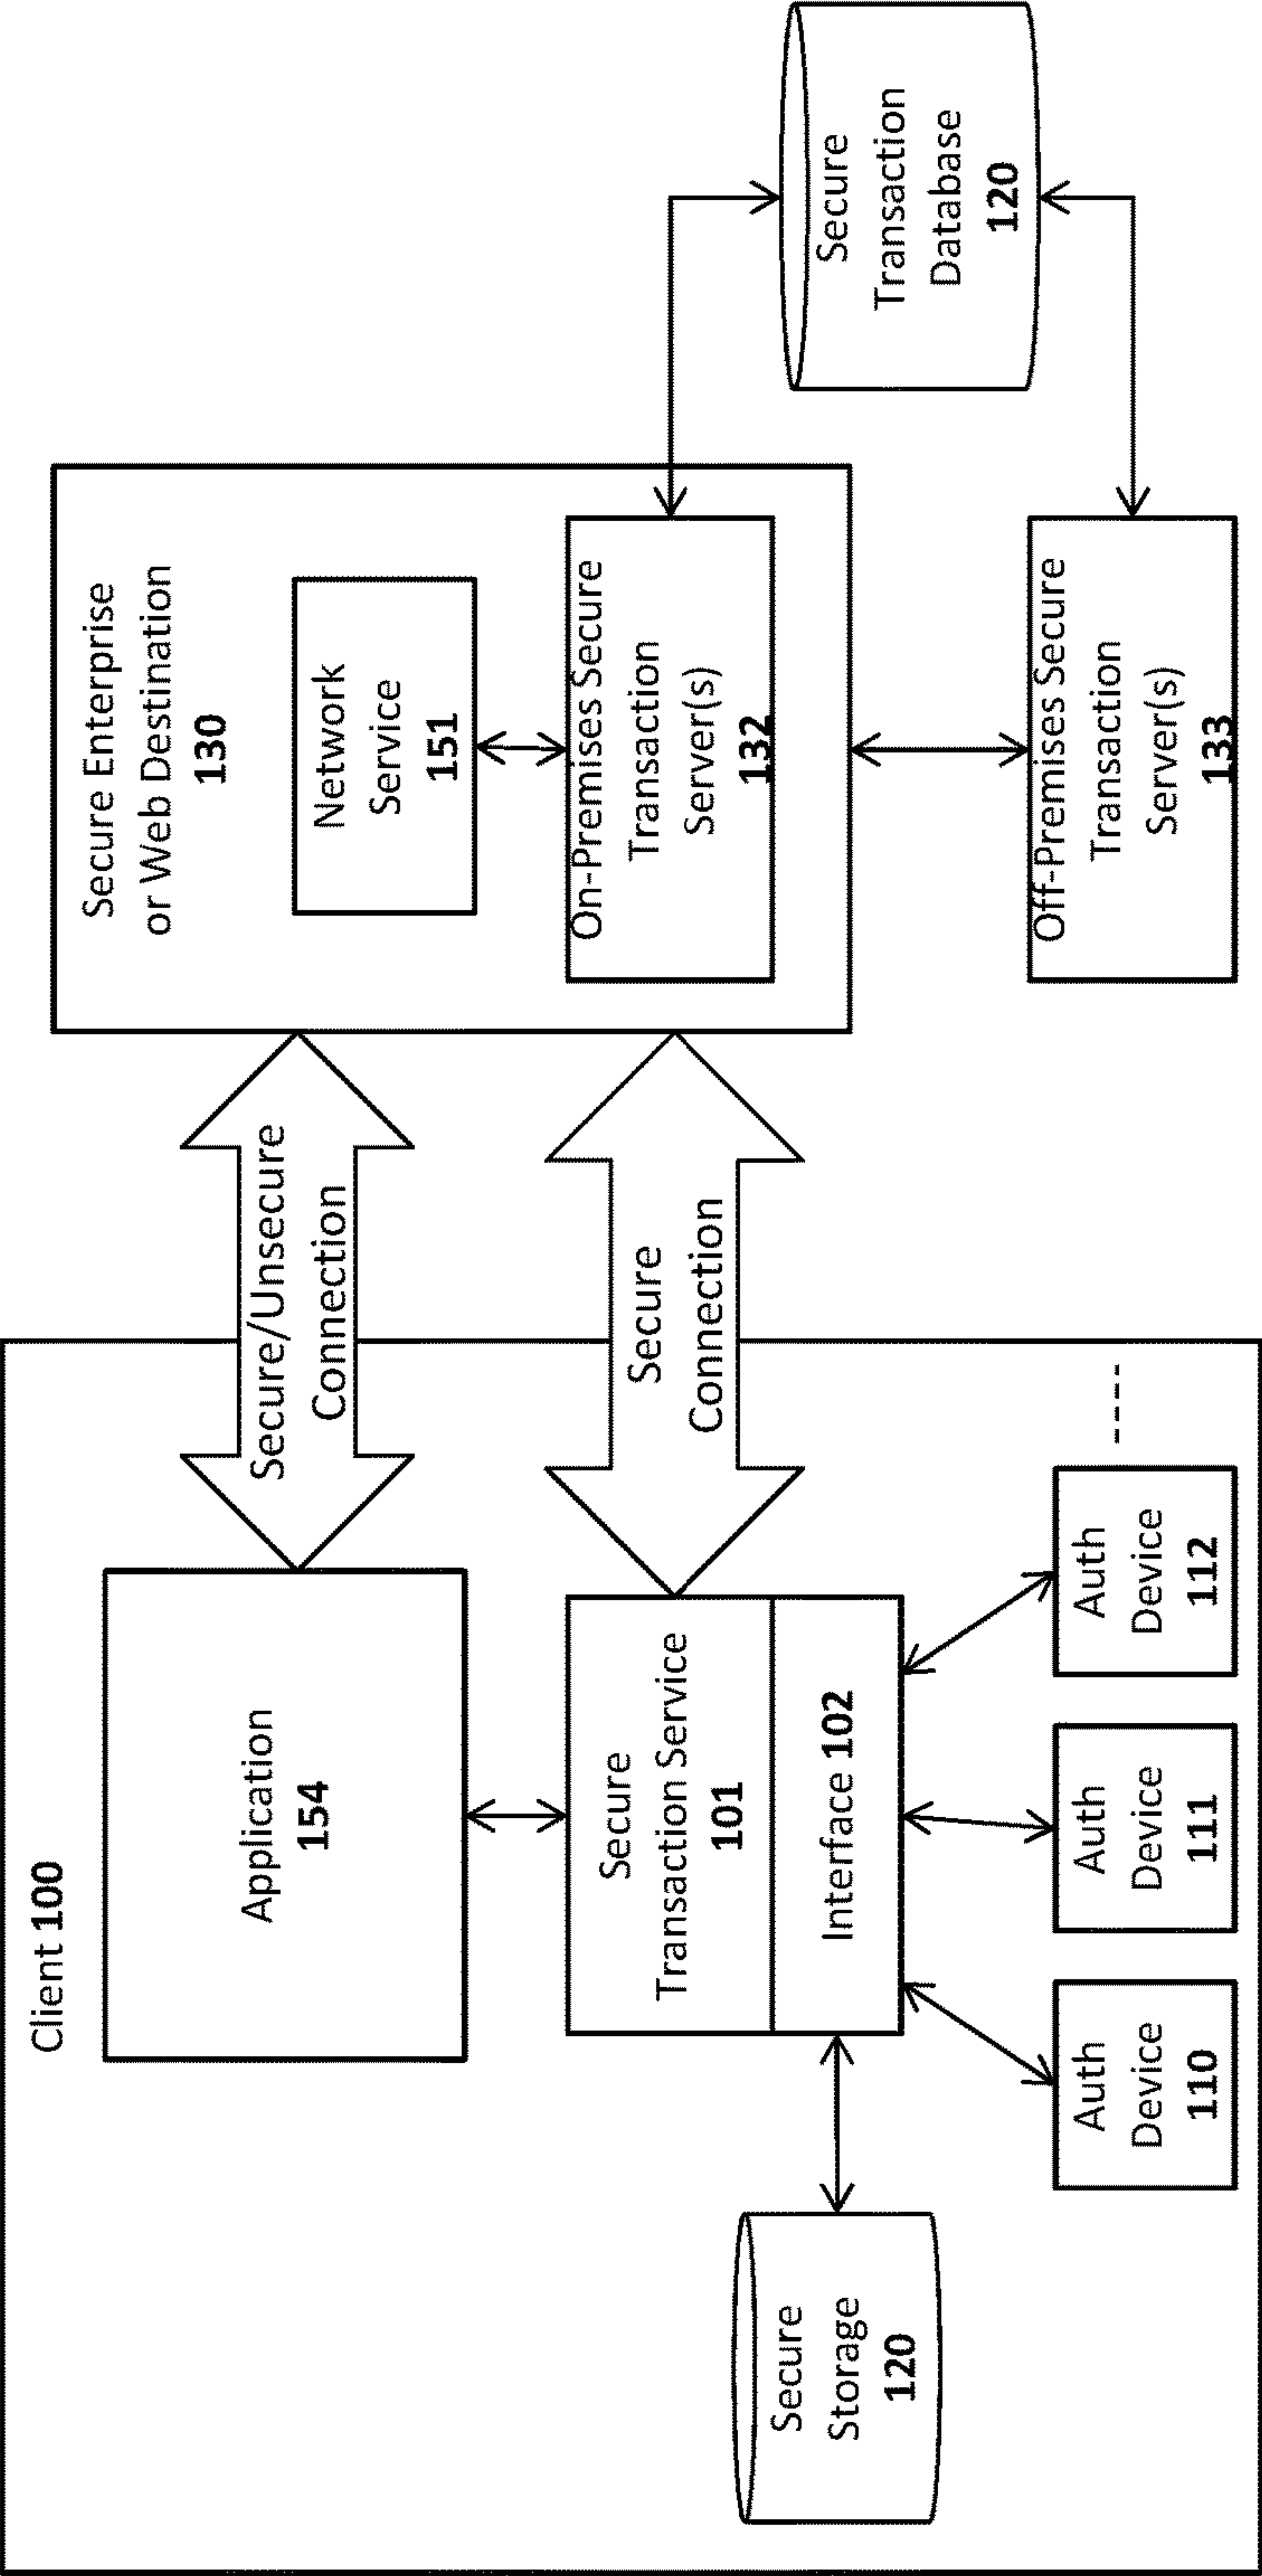 Client 100
Application
154
Secure
Transaction Service
101
Interface 102
Secure
Storage
120
Auth
Device
110
Auth
Device
111
Auth
Device
112
Secure/Unsecure
Connection
Secure
Connection
Secure Enterprise
or Web Destination
130
Network
Service
151
On-Premises Secure
Transaction
Server(s)
132
Off-Premises Secure
Transaction
Server(s)
133
Secure
Transaction
Database
120